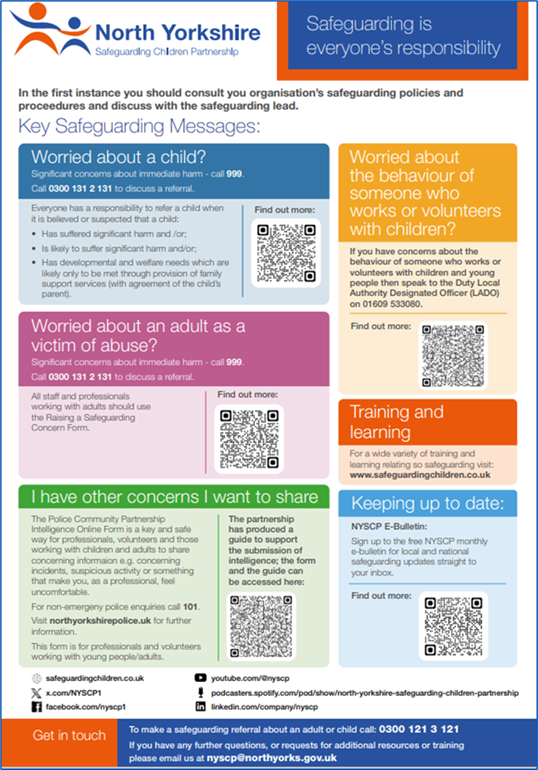 North Yorkshire
Safeguarding Children Partnership
Safeguarding is
everyone's responsibility
In the first instance you should consult you organisation's safeguarding policies and
proceedures and discuss with the safeguarding lead.
Key Safeguarding Messages:
Worried about a child?
Significant concerns about immediate harm - call 999.
Call 0300 131 2 131 to discuss a referral.
Everyone has a responsibility to refer a child when
it is believed or suspected that a child:
• Has suffered significant harm and /or;
• Is likely to suffer significant harm and/or;
• Has developmental and welfare needs which are
likely only to be met through provision of family
support services (with agreement of the child's
parent).
Find out more:
Worried about an adult as a
victim of abuse?
Significant concerns about immediate harm - call 999.
Call 0300 131 2 131 to discuss a referral.
All staff and professionals
working with adults should use
the Raising a Safeguarding
Concern Form.
Find out more:
I have other concerns I want to share
The Police Community Partnership
Intelligence Online Form is a key and safe
way for professionals, volunteers and those
working with children and adults to share
concerning informaion e.g. concerning
incidents, suspicious activity or something
that make you, as a professional, feel
uncomfortable.
For non-emergency police enquiries call 101.
Visit northyorkshirepolice.uk for further
information.
This form is for professionals and volunteers
working with young people/adults.
The partnership
has produced a
guide to support
the submission of
intelligence; the form
and the guide can
be accessed here:
Worried about
the behaviour of
someone who
works or volunteers
with children?
If you have concerns about the
behaviour of someone who works or
volunteers with children and young
people then speak to the Duty Local
Authority Designated Officer (LADO)
on 01609 533080.
Find out more:
Training and
learning
For a wide variety of training and
learning relating so safeguarding visit:
www.safeguardingchildren.co.uk
Keeping up to date:
NYSCP E-Bulletin:
Sign up to the free NYSCP monthly
e-bulletin for local and national
safeguarding updates straight to
your inbox.
Find out more:
safeguardingchildren.co.uk
x.com/NYSCP1
facebook.com/nyscp1
youtube.com/@nyscp
podcasters.spotify.com/pod/show/north-yorkshire-safeguarding-children-partnership
linkedin.com/company/nyscp
Get in touch
To make a safeguarding referral about an adult or child call: 0300 121 3 121
If you have any further questions, or requests for additional resources or training
please email us at nyscp@northyorks.gov.uk